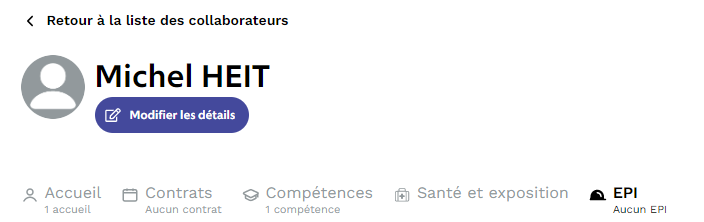 Retour à la liste des collaborateurs
Michel HEIT
Modifier les détails
Accueil
1 accueil
Contrats
Aucun contrat
Compétences
1 compétence
Santé et exposition
EPI
Aucun EPI